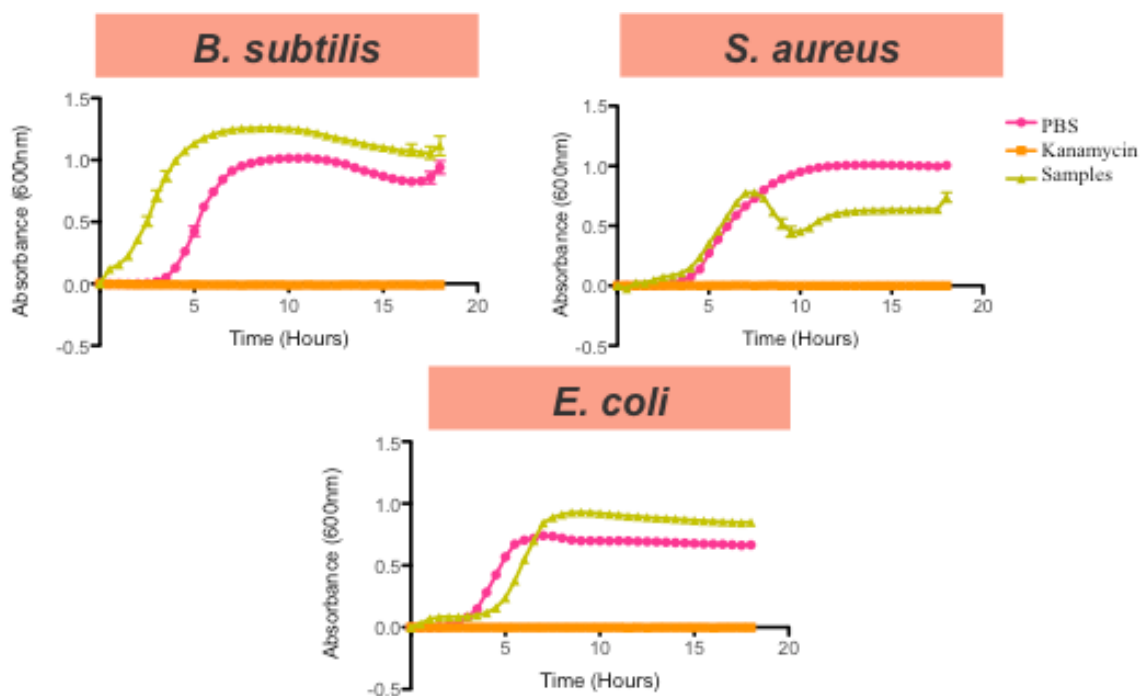 B. subtilis
Absorbance (600nm)
1.5
1.0
0.5
0.0
-0.5
5
10
15
20
Time (Hours)
S. aureus
Absorbance (600nm)
1.5
1.0
0.5
0.0
-0.5
5
10
15
20
Time (Hours)
PBS
Kanamycin
Samples
E. coli
Absorbance (600nm)
1.5
1.0
0.5
0.0
-0.5
5
10
15
20
Time (Hours)